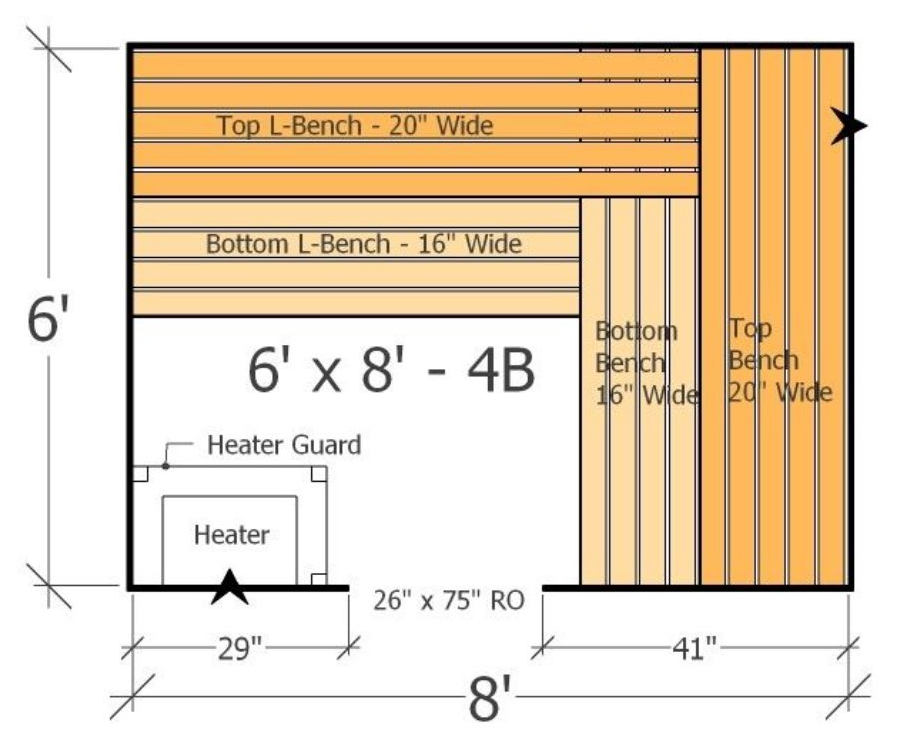 Top L-Bench - 20" Wide
Bottom L-Bench - 16" Wide
6'
Bottom
Bench
16" Wide
Top
Bench
20" Wide
6' x 8' - 4B
Heater Guard
Heater
26" x 75" RO
29"
41"
8'